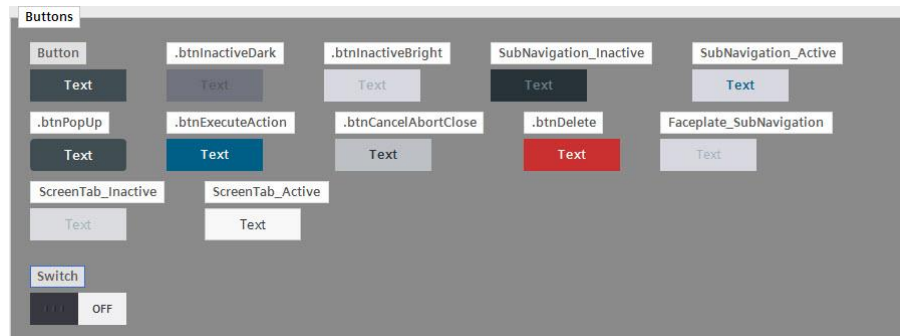 Buttons
Button .btnInactiveDark .btnInactiveBright SubNavigation_Inactive SubNavigation_Active
Text Text Text Text Text
.btnPopUp .btnExecuteAction .btnCancelAbortClose .btnDelete Faceplate_SubNavigation
Text Text Text Text Text
ScreenTab_Inactive ScreenTab_Active
Text Text
Switch
OFF